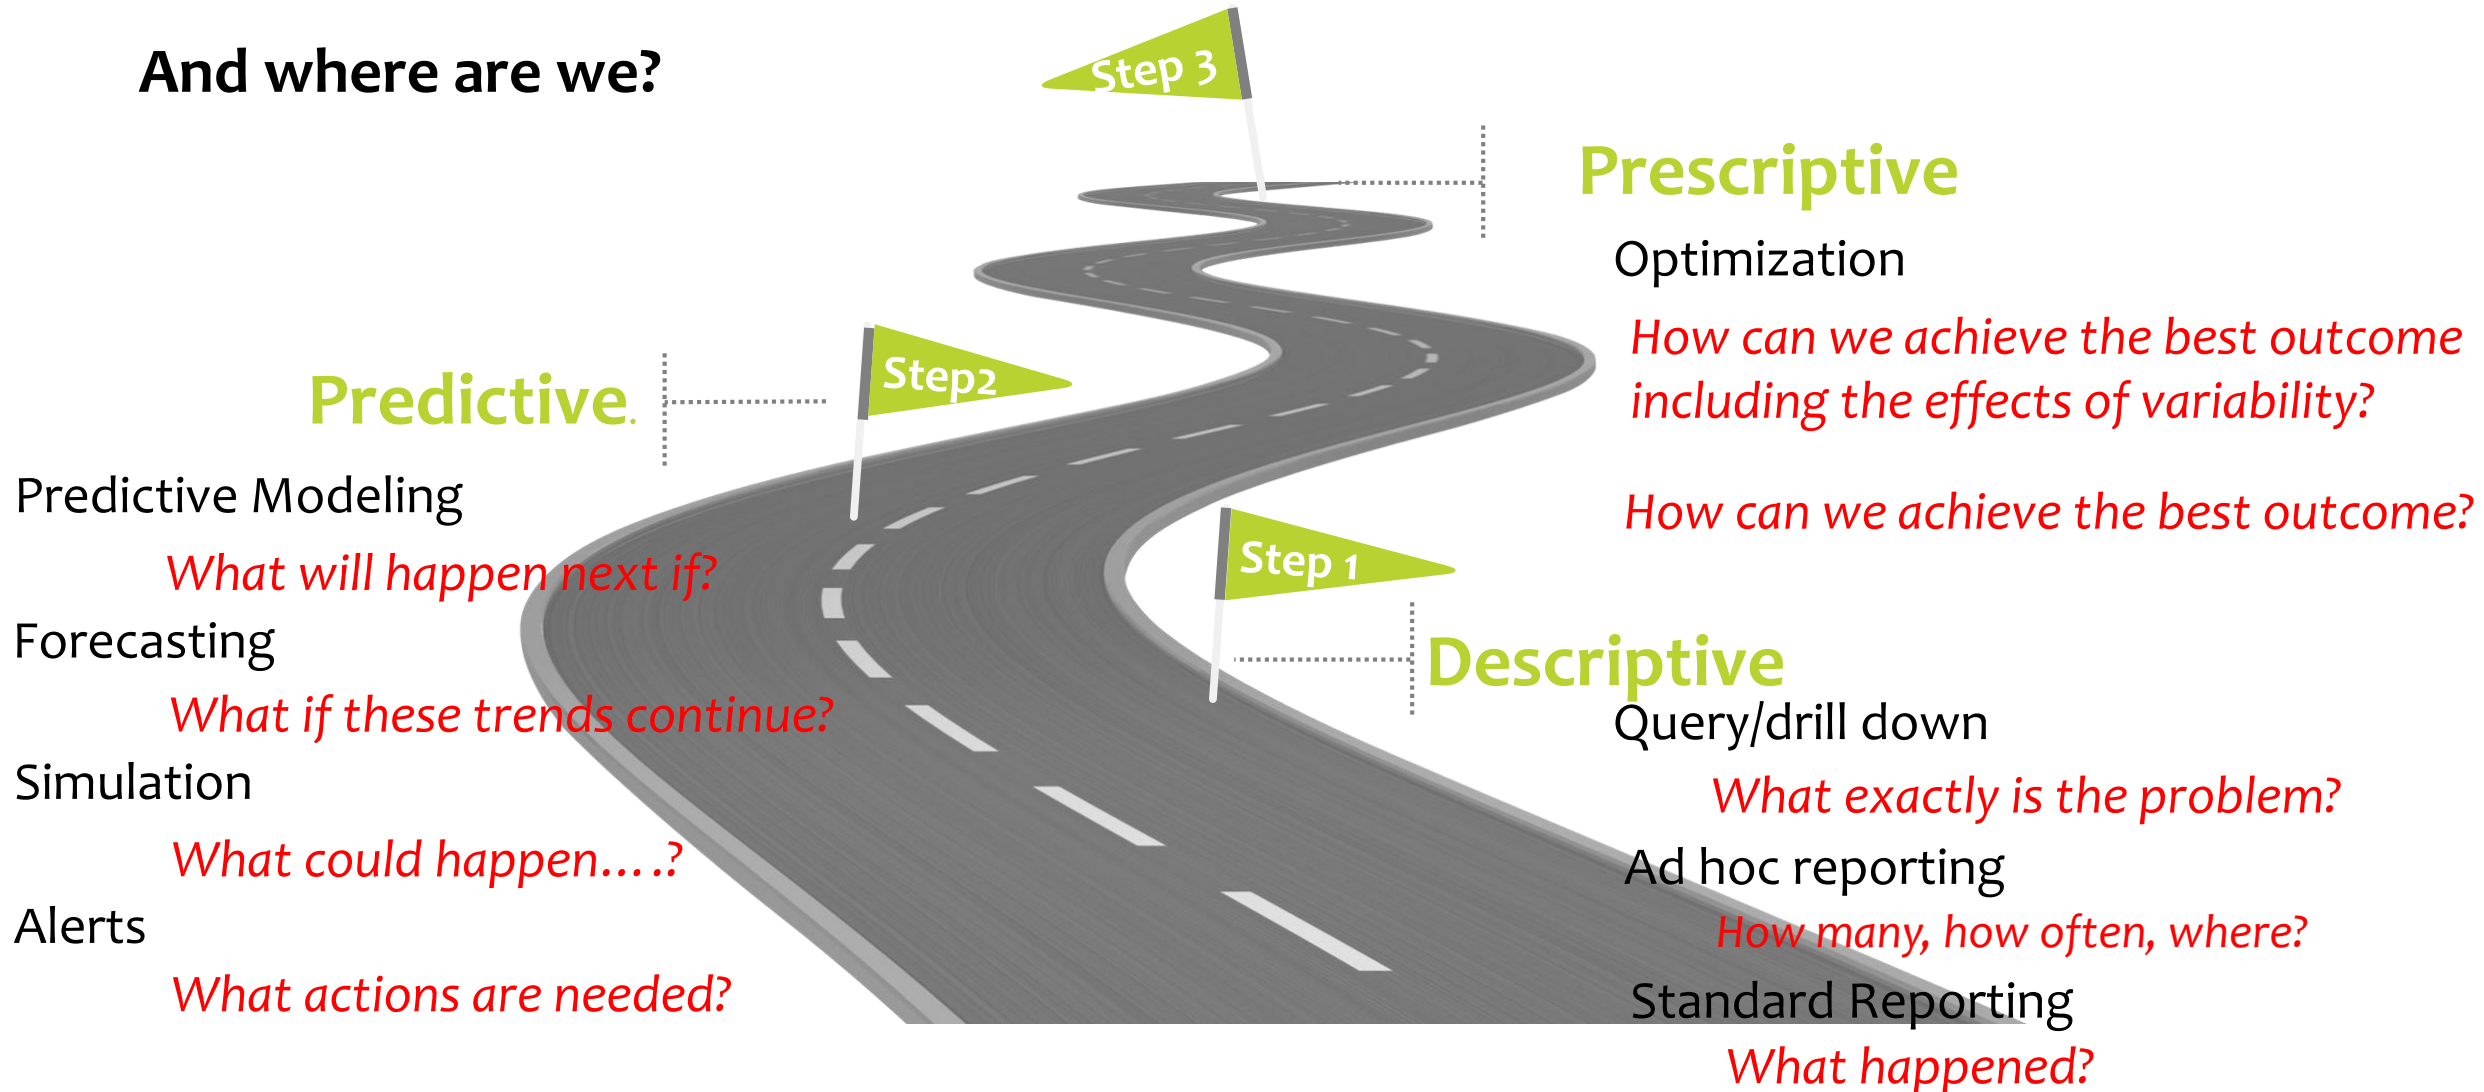 And where are we?
Step 3
Prescriptive
Optimization
How can we achieve the best outcome
including the effects of variability?
How can we achieve the best outcome?
Step2
Predictive.
Predictive Modeling
What will happen next if?
Forecasting
What if these trends continue?
Simulation
What could happen….?
Alerts
What actions are needed?
Step 1
Descriptive
Query/drill down
What exactly is the problem?
Ad hoc reporting
How many, how often, where?
Standard Reporting
What happened?